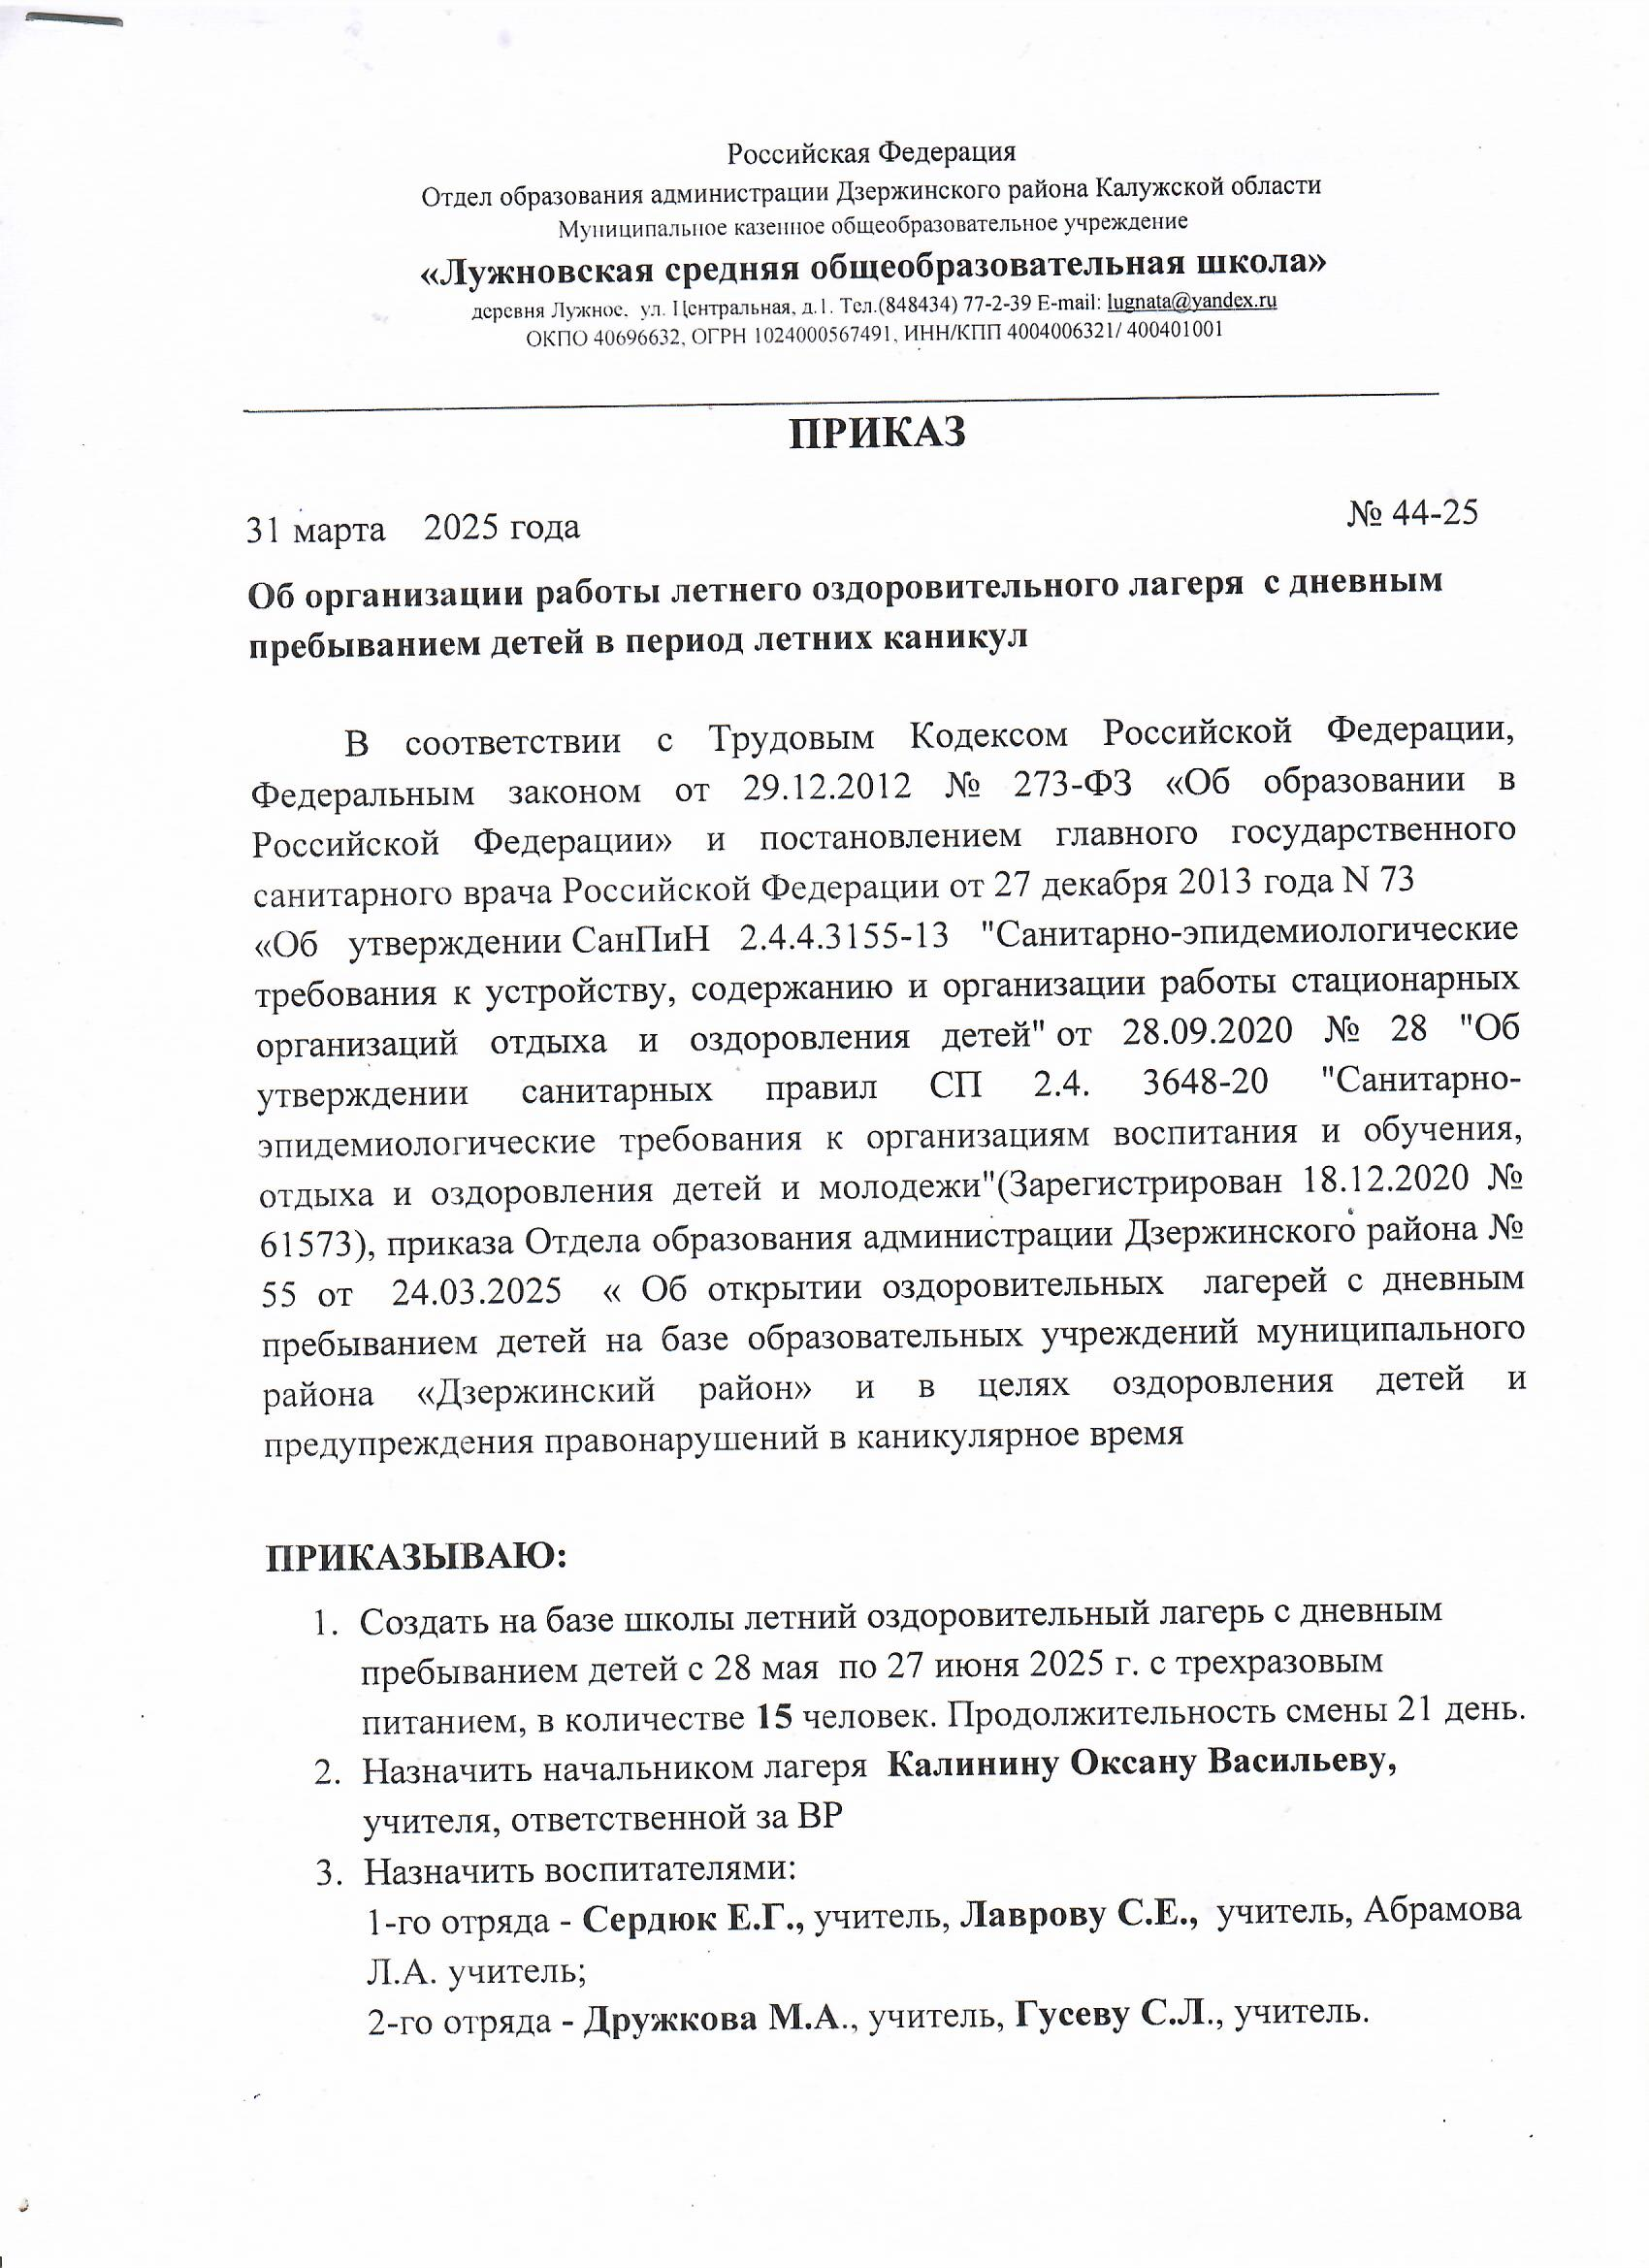 Российская Федерация
Отдел образования администрации Дзержинского района Калужской области
Муниципальное казенное общеобразовательное учреждение
«Лужновская средняя общеобразовательная школа»
деревня Лужное. ул. Центральная, д.1. Тел.(848434) 77-2-39 E-mail: lugnata@yandex.ru
ОКПО 40696632, ОГРН 1024000567491, ИНН/КПП 4004006321/ 400401001
ПРИКАЗ
31 марта 2025 года № 44-25
Об организации работы летнего оздоровительного лагеря с дневным
пребыванием детей в период летних каникул
В соответствии с Трудовым Кодексом Российской Федерации,
Федеральным законом от 29.12.2012 № 273-ФЗ «Об образовании в
Российской Федерации» и постановлением главного государственного
санитарного врача Российской Федерации от 27 декабря 2013 года N 73
«Об утверждении СанПиН 2.4.4.3155-13 "Санитарно-эпидемиологические
требования к устройству, содержанию и организации работы стационарных
организаций отдыха и оздоровления детей" от 28.09.2020 № 28 "Об
утверждении санитарных правил СП 2.4. 3648-20 "Санитарно-
эпидемиологические требования к организациям воспитания и обучения,
отдыха и оздоровления детей и молодежи"(Зарегистрирован 18.12.2020 №
61573), приказа Отдела образования администрации Дзержинского района №
55 от 24.03.2025 « Об открытии оздоровительных лагерей с дневным
пребыванием детей на базе образовательных учреждений муниципального
района «Дзержинский район» и в целях оздоровления детей и
предупреждения правонарушений в каникулярное время
ПРИКАЗЫВАЮ:
1. Создать на базе школы летний оздоровительный лагерь с дневным
пребыванием детей с 28 мая по 27 июня 2025 г. с трехразовым
питанием, в количестве 15 человек. Продолжительность смены 21 день.
2. Назначить начальником лагеря Калинину Оксану Васильеву,
учителя, ответственной за ВР
3. Назначить воспитателями:
1-го отряда - Сердюк Е.Г., учитель, Лаврову С.Е., учитель, Абрамова
Л.А. учитель;
2-го отряда - Дружкова М.А., учитель, Гусеву С.Л., учитель.